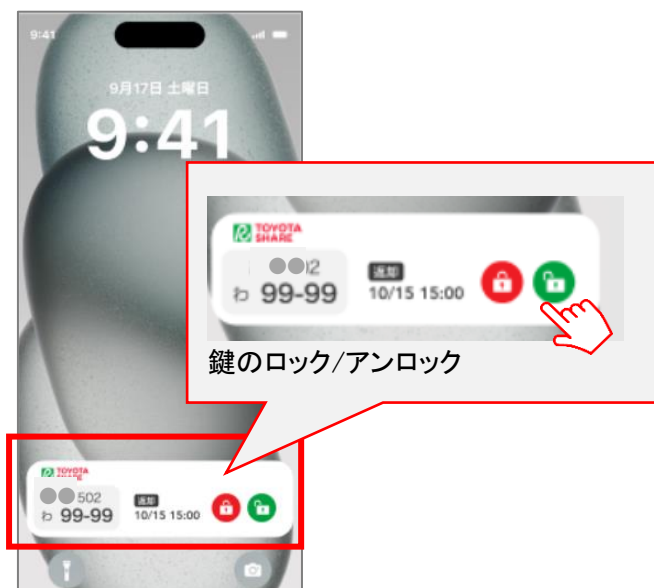 9:41
9月17日 土曜日
9:41
TOYOTA
SHARE
返却
わ 99-99
10/15 15:00
鍵のロック/アンロック
TOYOTA
SHARE
502
返却
わ 99-99
10/15 15:00